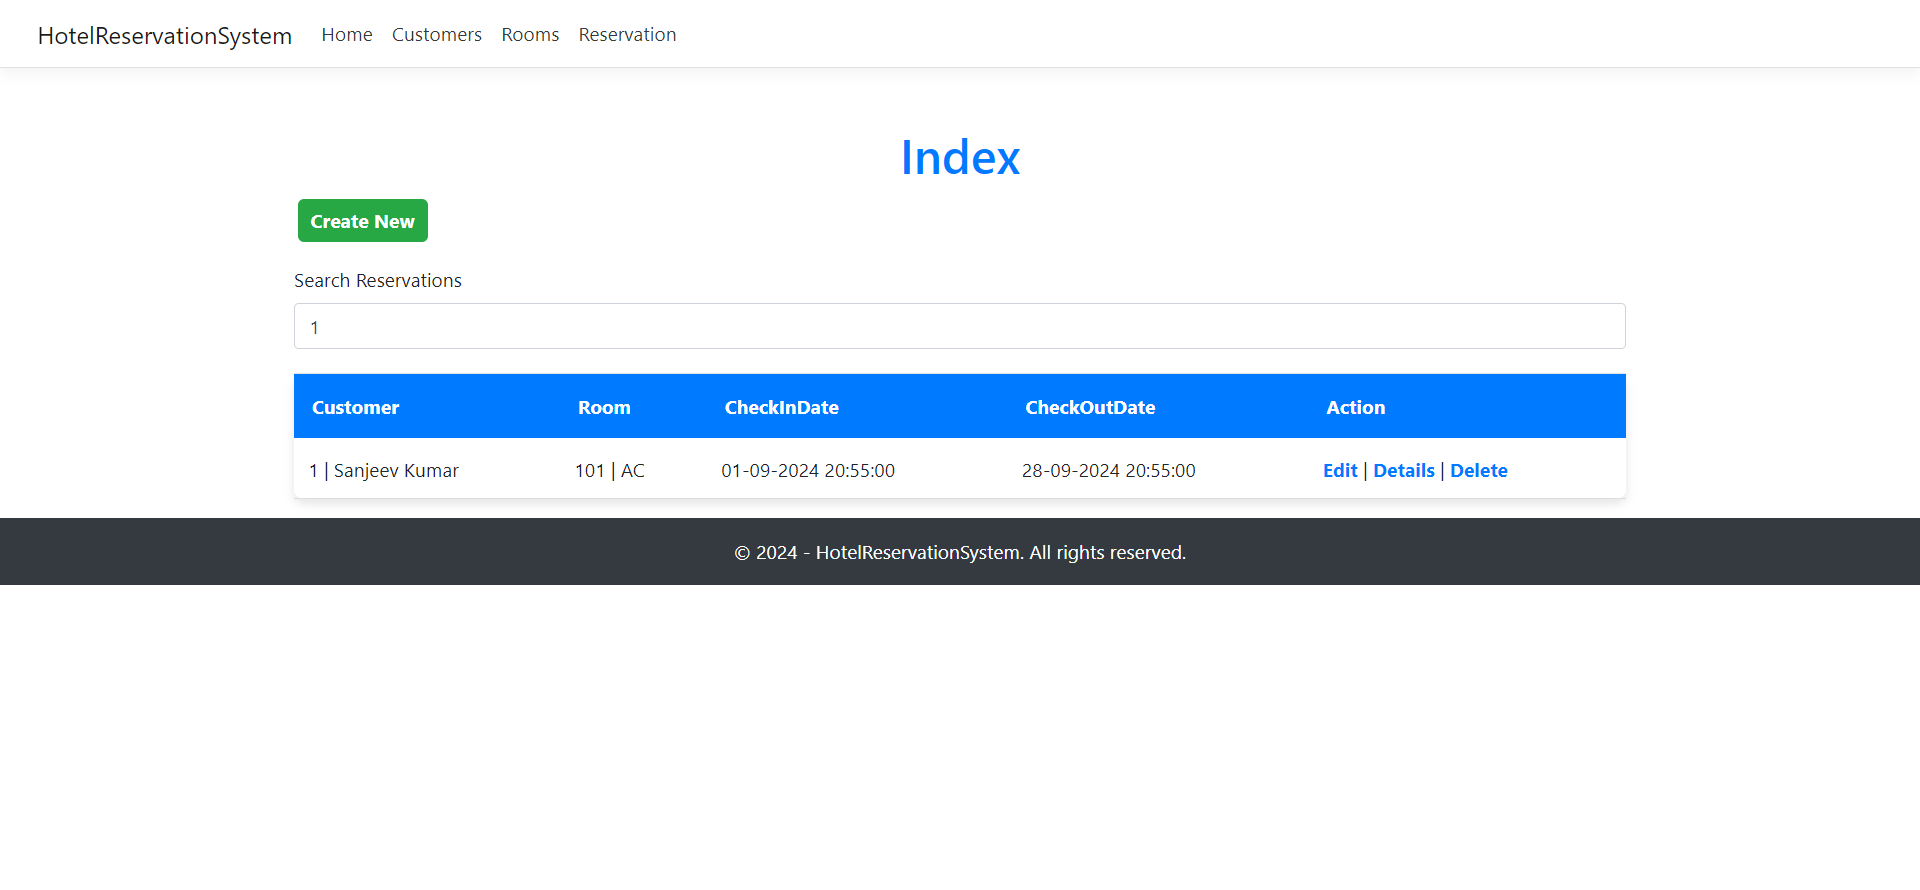 HotelReservationSystem Home Customers Rooms Reservation
Index
Create New
Search Reservations
1
Customer Room CheckInDate CheckOutDate Action
1 | Sanjeev Kumar 101 | AC 01-09-2024 20:55:00 28-09-2024 20:55:00 Edit | Details | Delete
© 2024 - HotelReservationSystem. All rights reserved.